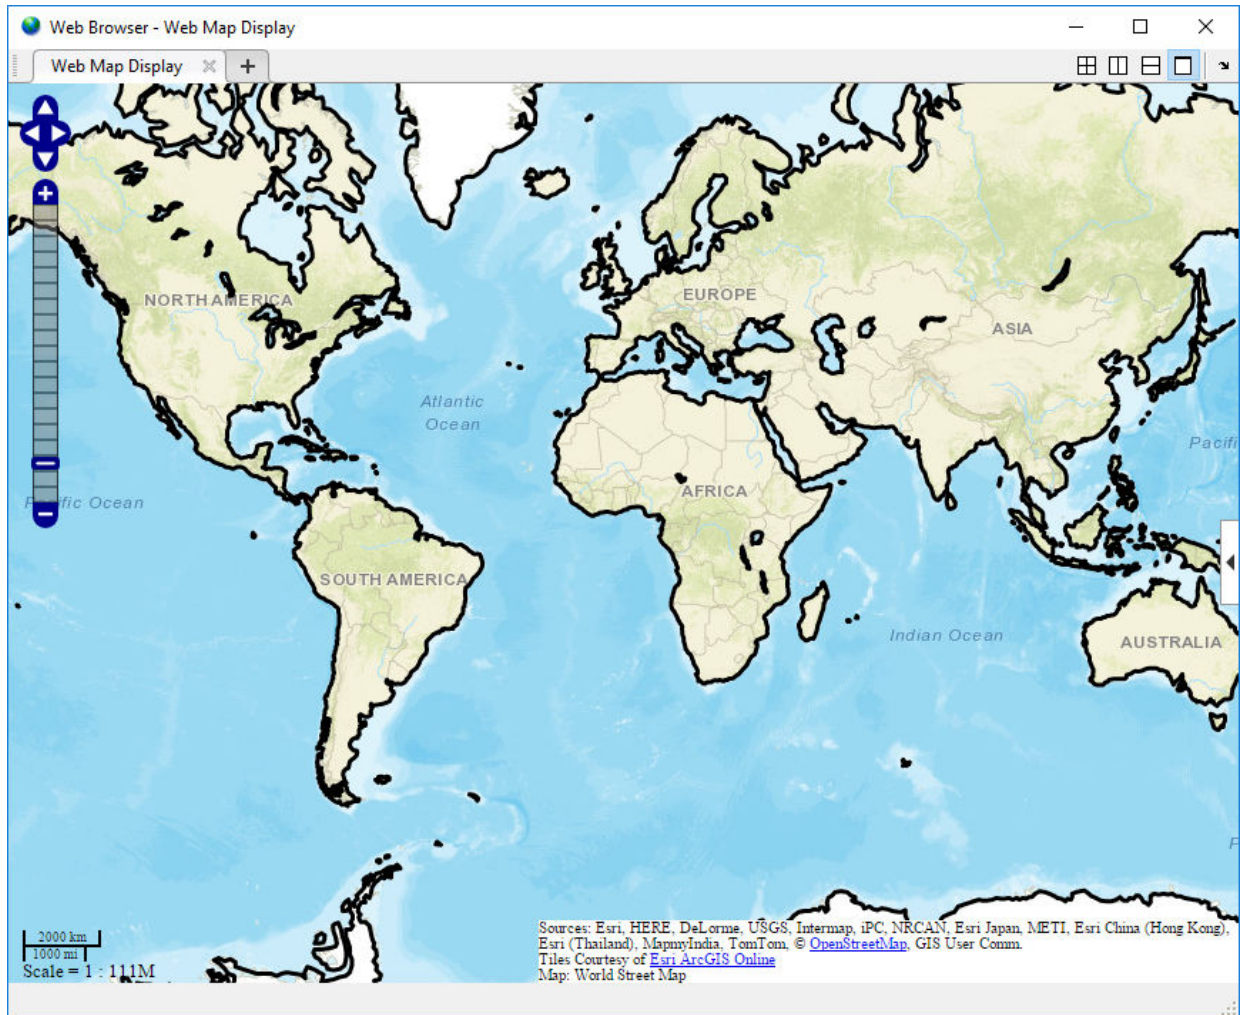 Web Browser - Web Map Display
Web Map Display
NORTH AMERICA
EUROPE
ASIA
Atlantic
Ocean
Pacifi
AFRICA
Pacific Ocean
SOUTH AMERICA
Indian Ocean
AUSTRALIA
P
2000 km
1000 mi
Scale = 1 : 111M
Sources: Esri, HERE, DeLorme, USGS, Intermap, iPC, NRCAN, Esri Japan, METI, Esri China (Hong Kong),
Esri (Thailand), MapmyIndia, TomTom, © OpenStreetMap, GIS User Comm.
Tiles Courtesy of Esri ArcGIS Online
Map: World Street Map